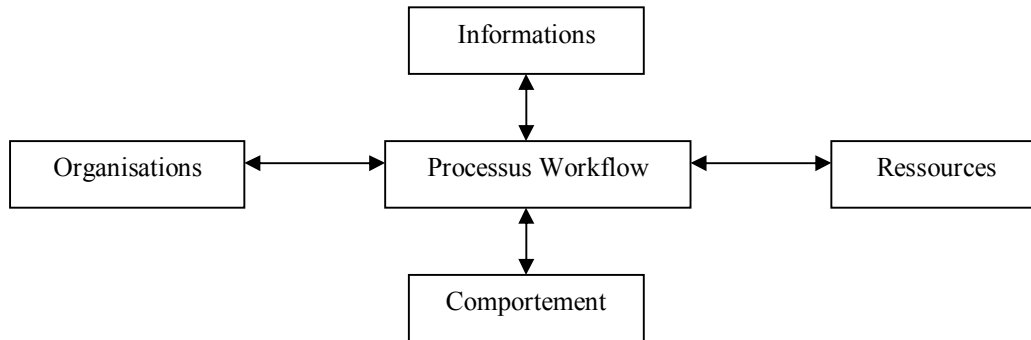 Informations
Organisations
Processus Workflow
Ressources
Comportement